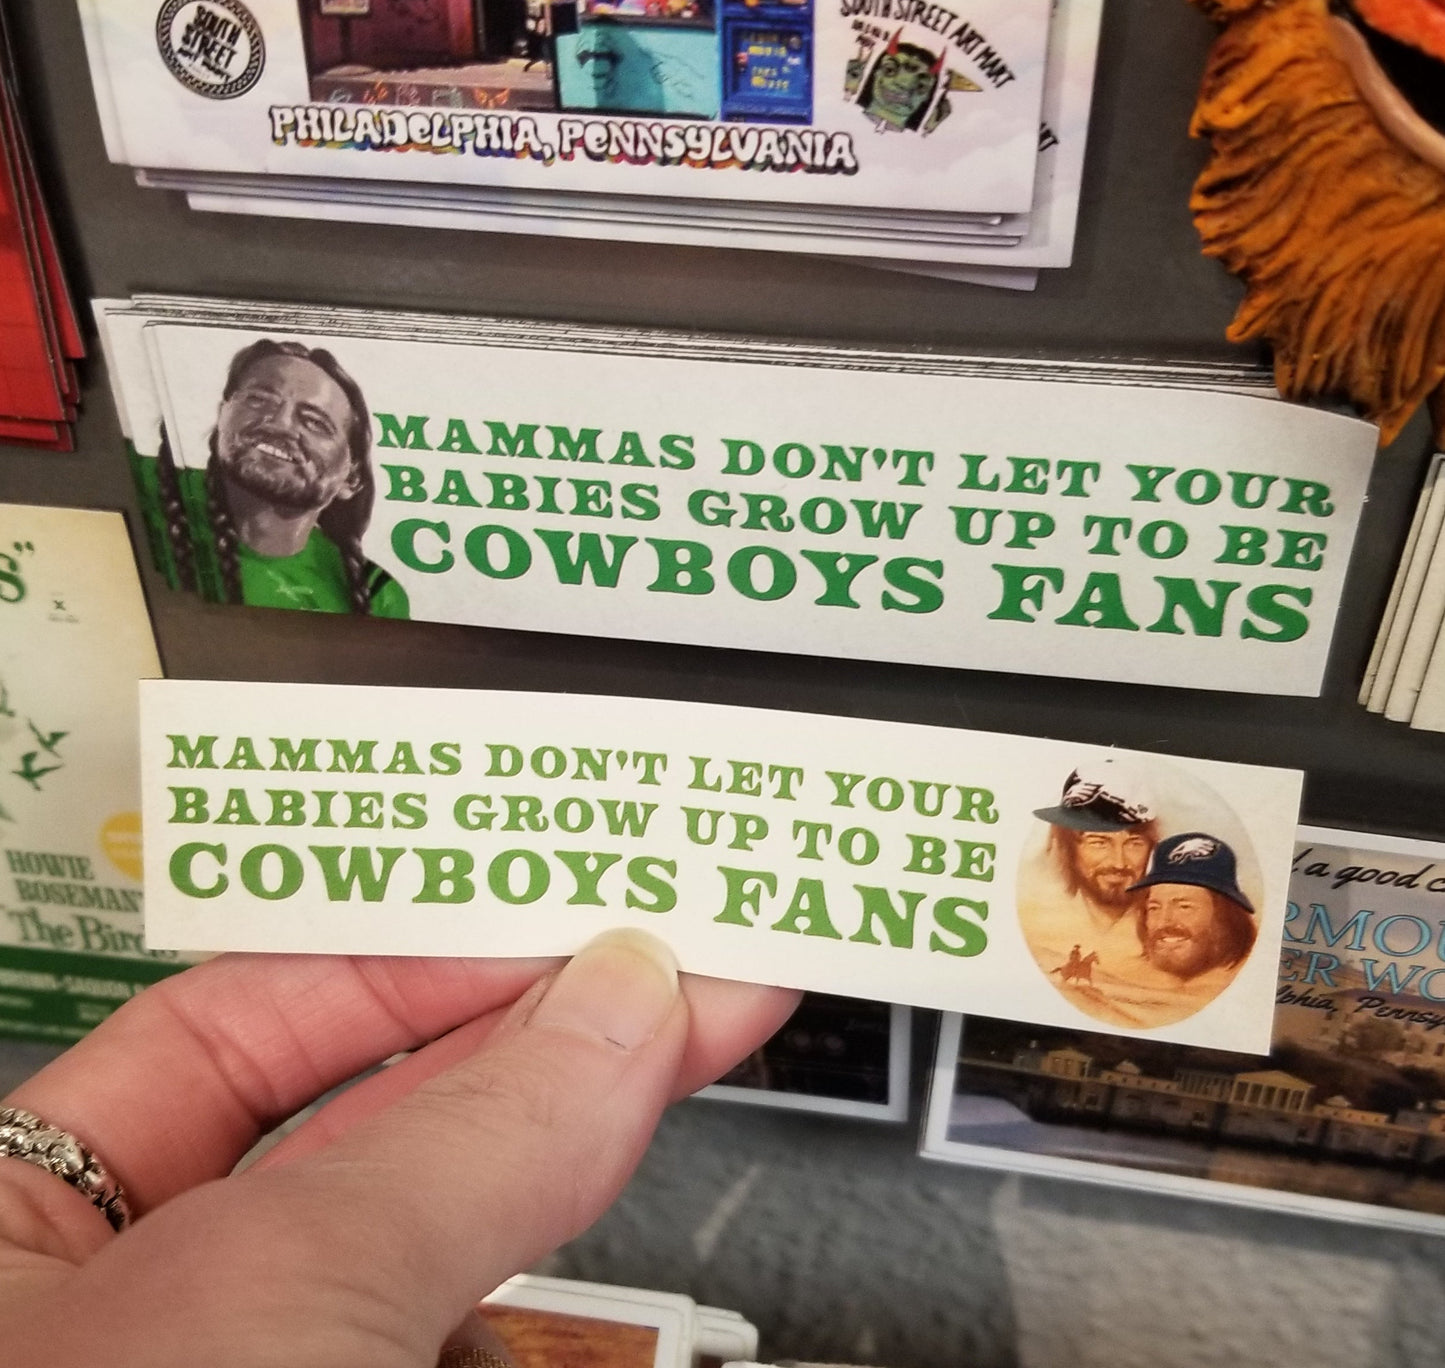 SOUTH
STREET
SOUTH STREET ART MART
PHILADELPHIA, PENNSYLVANIA
MAMMAS DON'T LET YOUR
BABIES GROW UP TO BE
COWBOYS FANS
MAMMAS DON'T LET YOUR
BABIES GROW UP TO BE
COWBOYS FANS
S"
x
HOWIE
ROSEMAN
The Bird
a good
RMOU
ER WO
lphia, Pennsy